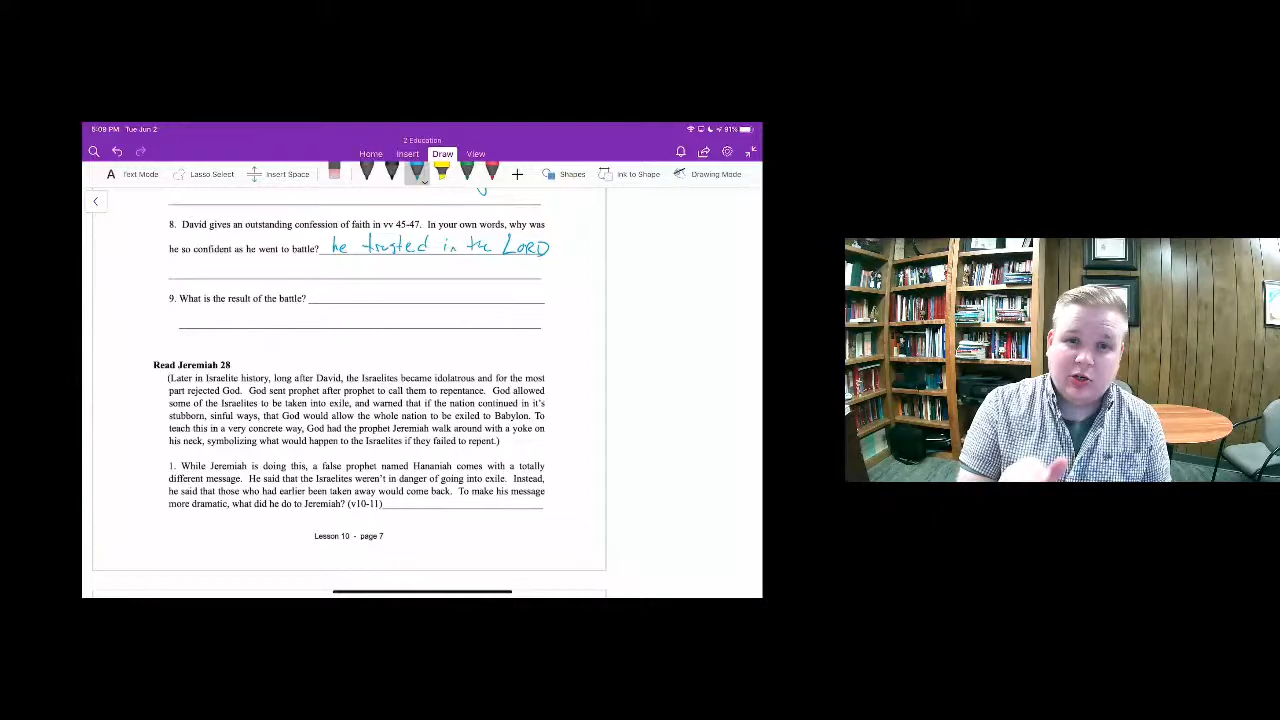 5:08 PM Tue Jun 2
91%
2 Education
Home Insert Draw View
Text Mode Lasso Select Insert Space Shapes Ink to Shape Drawing Mode
8. David gives an outstanding confession of faith in vv 45-47. In your own words, why was
he so confident as he went to battle? he trusted in the LORD
9. What is the result of the battle?
Read Jeremiah 28
(Later in Israelite history, long after David, the Israelites became idolatrous and for the most
part rejected God. God sent prophet after prophet to call them to repentance. God allowed
some of the Israelites to be taken into exile, and warned that if the nation continued in it's
stubborn, sinful ways, that God would allow the whole nation to be exiled to Babylon. To
teach this in a very concrete way, God had the prophet Jeremiah walk around with a yoke on
his neck, symbolizing what would happen to the Israelites if they failed to repent.)
1. While Jeremiah is doing this, a false prophet named Hananiah comes with a totally
different message. He said that the Israelites weren't in danger of going into exile. Instead,
he said that those who had earlier been taken away would come back. To make his message
more dramatic, what did he do to Jeremiah? (v10-11)
Lesson 10 - page 7